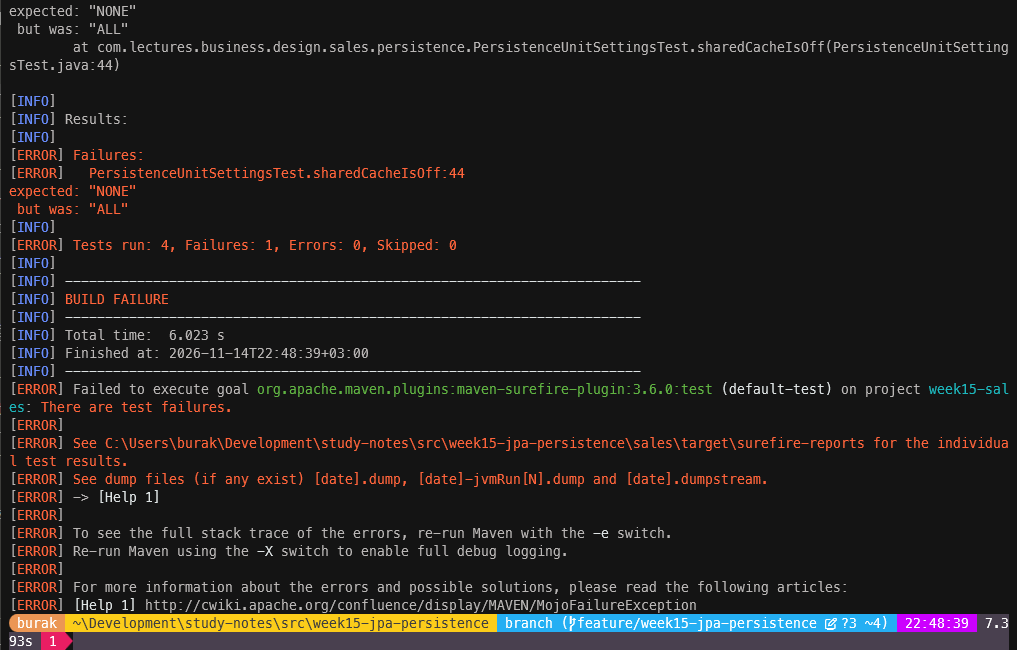 expected: "NONE"
 but was: "ALL"
        at com.lectures.business.design.sales.persistence.PersistenceUnitSettingsTest.sharedCacheIsOff(PersistenceUnitSetting
sTest.java:44)

[INFO]
[INFO] Results:
[INFO]
[ERROR] Failures:
[ERROR]   PersistenceUnitSettingsTest.sharedCacheIsOff:44
expected: "NONE"
 but was: "ALL"
[INFO]
[ERROR] Tests run: 4, Failures: 1, Errors: 0, Skipped: 0
[INFO]
[INFO] ------------------------------------------------------------------------
[INFO] BUILD FAILURE
[INFO] ------------------------------------------------------------------------
[INFO] Total time:  6.023 s
[INFO] Finished at: 2026-11-14T22:48:39+03:00
[INFO] ------------------------------------------------------------------------
[ERROR] Failed to execute goal org.apache.maven.plugins:maven-surefire-plugin:3.6.0:test (default-test) on project week15-sal
es: There are test failures.
[ERROR]
[ERROR] See C:\Users\burak\Development\study-notes\src\week15-jpa-persistence\sales\target\surefire-reports for the individua
l test results.
[ERROR] See dump files (if any exist) [date].dump, [date]-jvmRun[N].dump and [date].dumpstream.
[ERROR] -> [Help 1]
[ERROR]
[ERROR] To see the full stack trace of the errors, re-run Maven with the -e switch.
[ERROR] Re-run Maven using the -X switch to enable full debug logging.
[ERROR]
[ERROR] For more information about the errors and possible solutions, please read the following articles:
[ERROR] [Help 1] http://cwiki.apache.org/confluence/display/MAVEN/MojoFailureException
burak ~\Development\study-notes\src\week15-jpa-persistence branch (feature/week15-jpa-persistence ?3 ~4) 22:48:39 7.3
93s 1